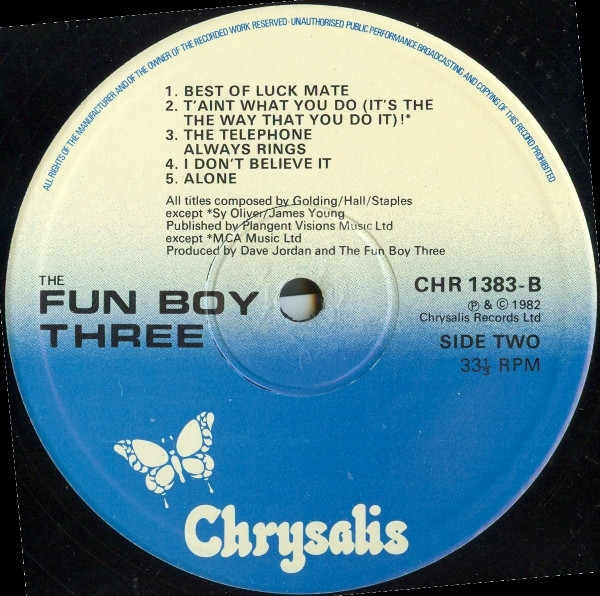 ALL RIGHTS OF THE MANUFACTURER AND OF THE OWNER OF THE RECORDED WORK RESERVED · UNAUTHORISED PUBLIC PERFORMANCE BROADCASTING AND COPYING OF THIS RECORD PROHIBITED
1. BEST OF LUCK MATE
2. T'AINT WHAT YOU DO (IT'S THE
THE WAY THAT YOU DO IT)!*
3. THE TELEPHONE
ALWAYS RINGS
4. I DON'T BELIEVE IT
5. ALONE
All titles composed by Golding/Hall/Staples
except *Sy Oliver/James Young
Published by Plangent Visions Music Ltd
except *MCA Music Ltd
Produced by Dave Jordan and The Fun Boy Three
THE
FUN BOY
THREE
CHR 1383-B
℗ & © 1982
Chrysalis Records Ltd
SIDE TWO
33⅓ RPM
Chrysalis